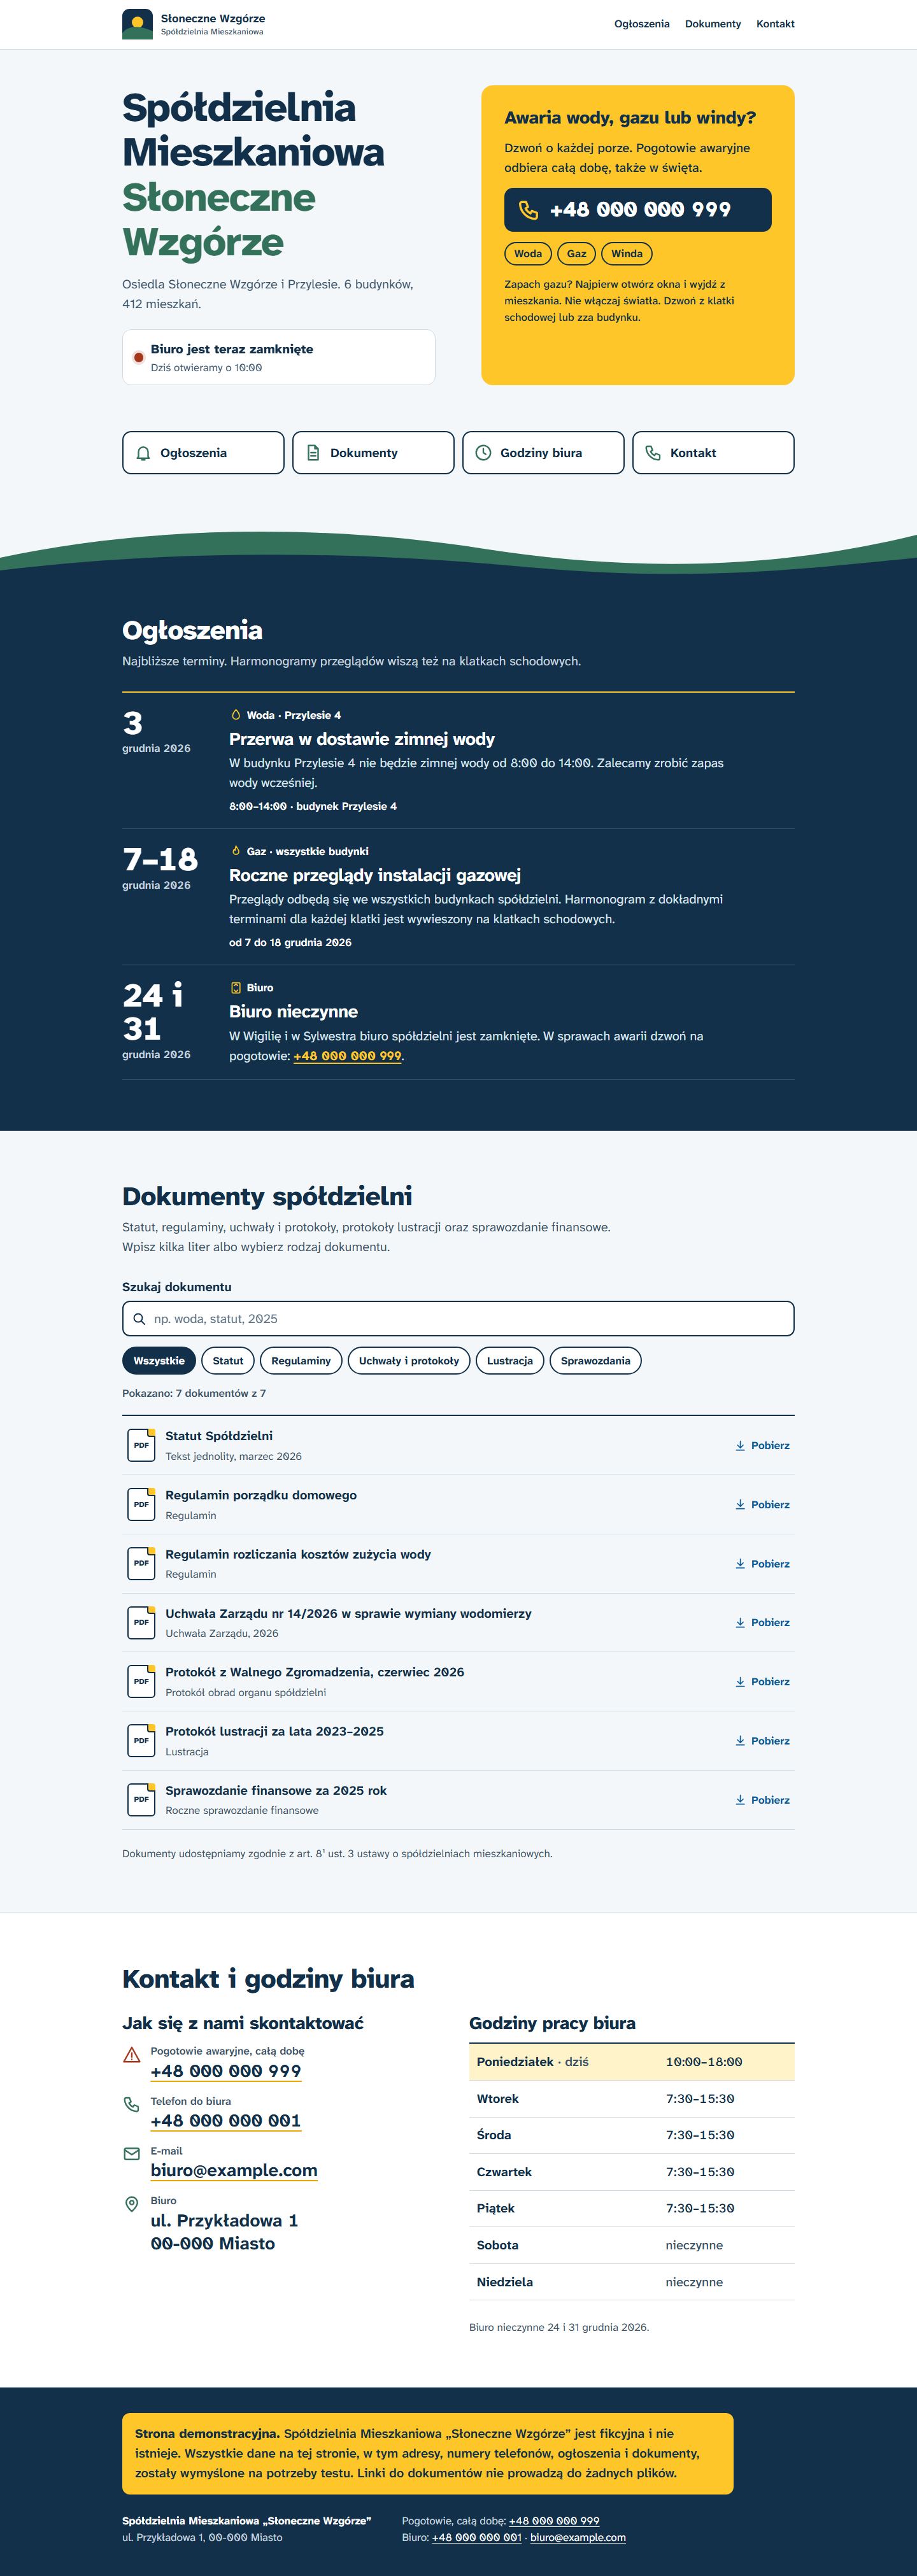 Słoneczne Wzgórze
Spółdzielnia Mieszkaniowa
Ogłoszenia Dokumenty Kontakt
Spółdzielnia
Mieszkaniowa
Słoneczne
Wzgórze
Osiedla Słoneczne Wzgórze i Przylesie. 6 budynków,
412 mieszkań.
Biuro jest teraz zamknięte
Dziś otwieramy o 10:00
Awaria wody, gazu lub windy?
Dzwoń o każdej porze. Pogotowie awaryjne
odbiera całą dobę, także w święta.
+48 000 000 999
Woda Gaz Winda
Zapach gazu? Najpierw otwórz okna i wyjdź z
mieszkania. Nie włączaj światła. Dzwoń z klatki
schodowej lub zza budynku.
Ogłoszenia Dokumenty Godziny biura Kontakt
Ogłoszenia
Najbliższe terminy. Harmonogramy przeglądów wiszą też na klatkach schodowych.
3
grudnia 2026
Woda · Przylesie 4
Przerwa w dostawie zimnej wody
W budynku Przylesie 4 nie będzie zimnej wody od 8:00 do 14:00. Zalecamy zrobić zapas
wody wcześniej.
8:00–14:00 · budynek Przylesie 4
7–18
grudnia 2026
Gaz · wszystkie budynki
Roczne przeglądy instalacji gazowej
Przeglądy odbędą się we wszystkich budynkach spółdzielni. Harmonogram z dokładnymi
terminami dla każdej klatki jest wywieszony na klatkach schodowych.
od 7 do 18 grudnia 2026
24 i
31
grudnia 2026
Biuro
Biuro nieczynne
W Wigilię i w Sylwestra biuro spółdzielni jest zamknięte. W sprawach awarii dzwoń na
pogotowie: +48 000 000 999.
Dokumenty spółdzielni
Statut, regulaminy, uchwały i protokoły, protokoły lustracji oraz sprawozdanie finansowe.
Wpisz kilka liter albo wybierz rodzaj dokumentu.
Szukaj dokumentu
np. woda, statut, 2025
Wszystkie Statut Regulaminy Uchwały i protokoły Lustracja Sprawozdania
Pokazano: 7 dokumentów z 7
PDF Statut Spółdzielni Pobierz
Tekst jednolity, marzec 2026
PDF Regulamin porządku domowego Pobierz
Regulamin
PDF Regulamin rozliczania kosztów zużycia wody Pobierz
Regulamin
PDF Uchwała Zarządu nr 14/2026 w sprawie wymiany wodomierzy Pobierz
Uchwała Zarządu, 2026
PDF Protokół z Walnego Zgromadzenia, czerwiec 2026 Pobierz
Protokół obrad organu spółdzielni
PDF Protokół lustracji za lata 2023–2025 Pobierz
Lustracja
PDF Sprawozdanie finansowe za 2025 rok Pobierz
Roczne sprawozdanie finansowe
Dokumenty udostępniamy zgodnie z art. 8¹ ust. 3 ustawy o spółdzielniach mieszkaniowych.
Kontakt i godziny biura
Jak się z nami skontaktować
Pogotowie awaryjne, całą dobę
+48 000 000 999
Telefon do biura
+48 000 000 001
E-mail
biuro@example.com
Biuro
ul. Przykładowa 1
00-000 Miasto
Godziny pracy biura
Poniedziałek · dziś 10:00–18:00
Wtorek 7:30–15:30
Środa 7:30–15:30
Czwartek 7:30–15:30
Piątek 7:30–15:30
Sobota nieczynne
Niedziela nieczynne
Biuro nieczynne 24 i 31 grudnia 2026.
Strona demonstracyjna. Spółdzielnia Mieszkaniowa „Słoneczne Wzgórze” jest fikcyjna i nie
istnieje. Wszystkie dane na tej stronie, w tym adresy, numery telefonów, ogłoszenia i dokumenty,
zostały wymyślone na potrzeby testu. Linki do dokumentów nie prowadzą do żadnych plików.
Spółdzielnia Mieszkaniowa „Słoneczne Wzgórze”
ul. Przykładowa 1, 00-000 Miasto
Pogotowie, całą dobę: +48 000 000 999
Biuro: +48 000 000 001 · biuro@example.com